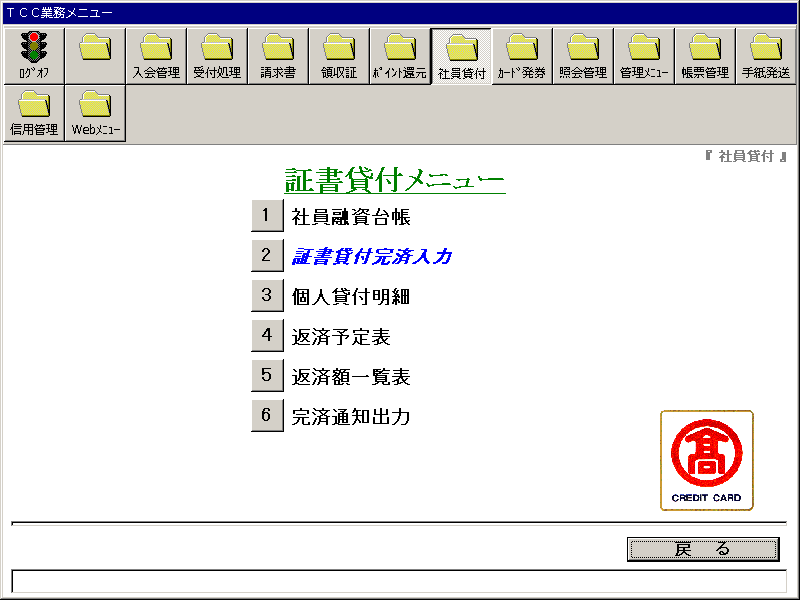 TCC業務メニュー
ﾛｸﾞｵﾌ 入会管理 受付処理 請求書 領収証 ﾎﾟｲﾝﾄ還元 社員貸付 ｶｰﾄﾞ発券 照会管理 管理ﾒﾆｭｰ 帳票管理 手紙発送
信用管理 Webﾒﾆｭｰ
『 社員貸付 』
証書貸付メニュー
1 社員融資台帳
2 証書貸付完済入力
3 個人貸付明細
4 返済予定表
5 返済額一覧表
6 完済通知出力
髙
CREDIT CARD
戻 る